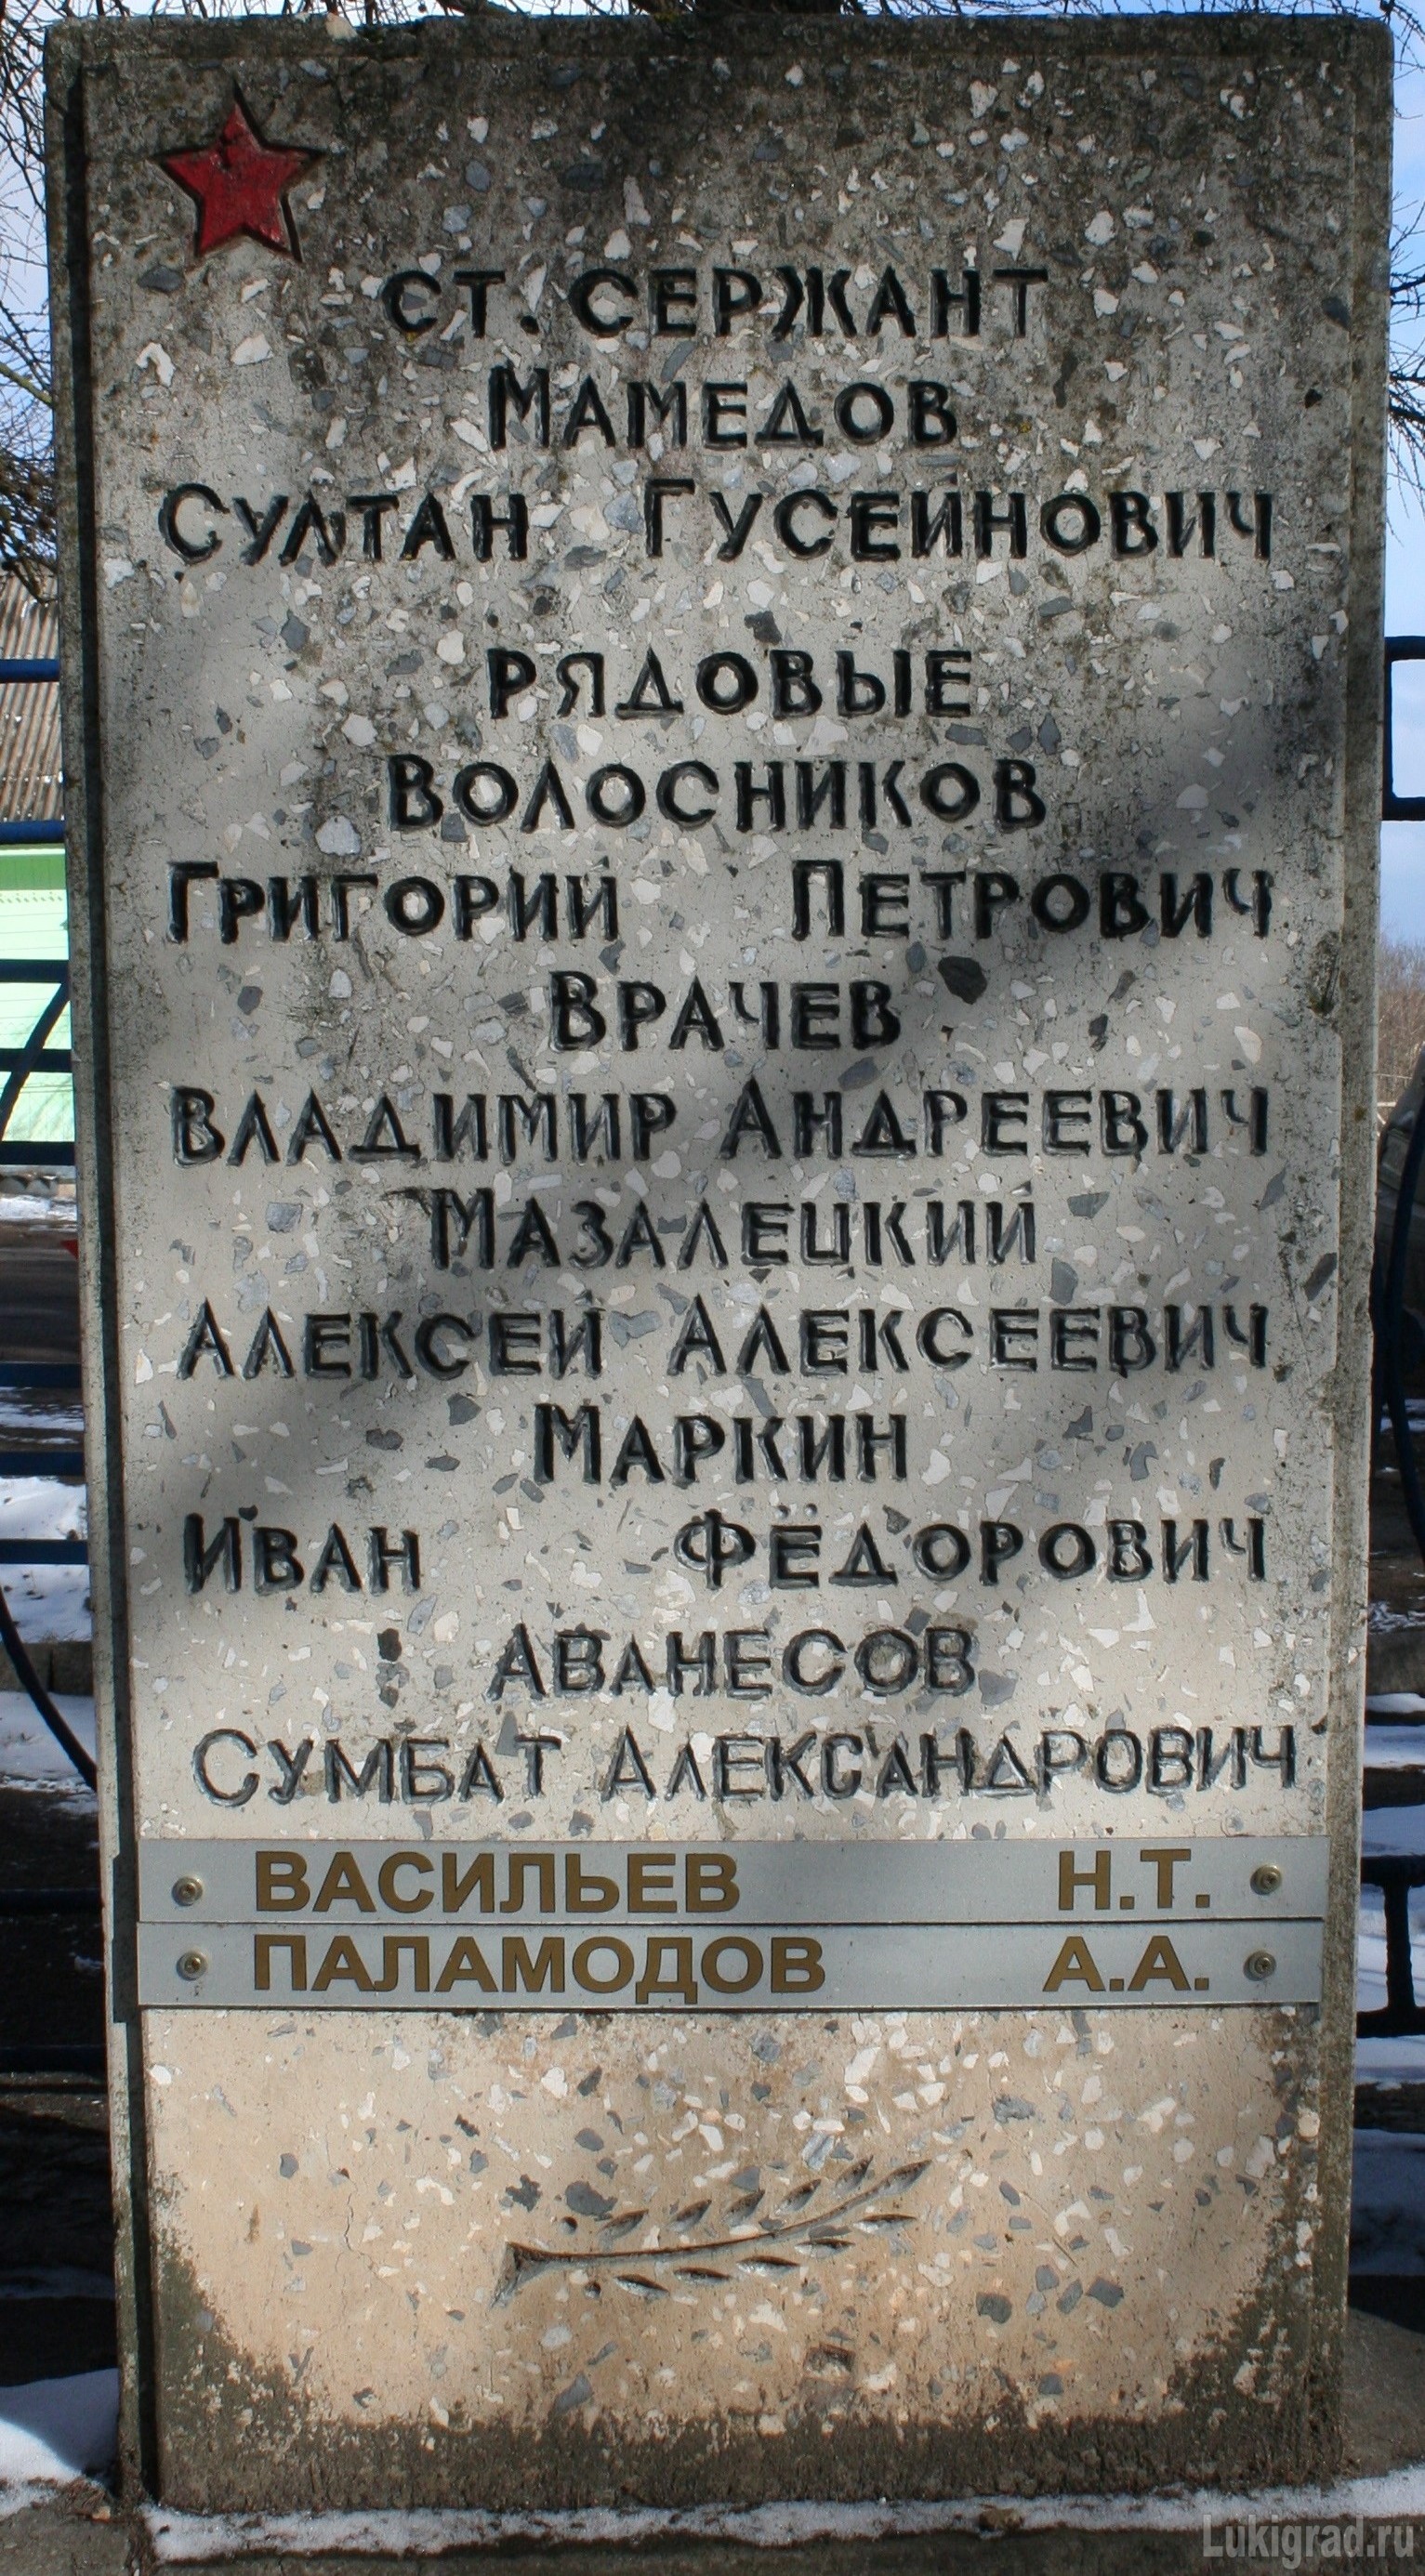 СТ. СЕРЖАНТ
МАМЕДОВ
СУЛТАН ГУСЕЙНОВИЧ
РЯДОВЫЕ
ВОЛОСНИКОВ
ГРИГОРИЙ ПЕТРОВИЧ
ВРАЧЕВ
ВЛАДИМИР АНДРЕЕВИЧ
МАЗАЛЕЦКИЙ
АЛЕКСЕЙ АЛЕКСЕЕВИЧ
МАРКИН
ИВАН ФЁДОРОВИЧ
АВАНЕСОВ
СУМБАТ АЛЕКСАНДРОВИЧ
ВАСИЛЬЕВ Н.Т.
ПАЛАМОДОВ А.А.
Lukigrad.ru